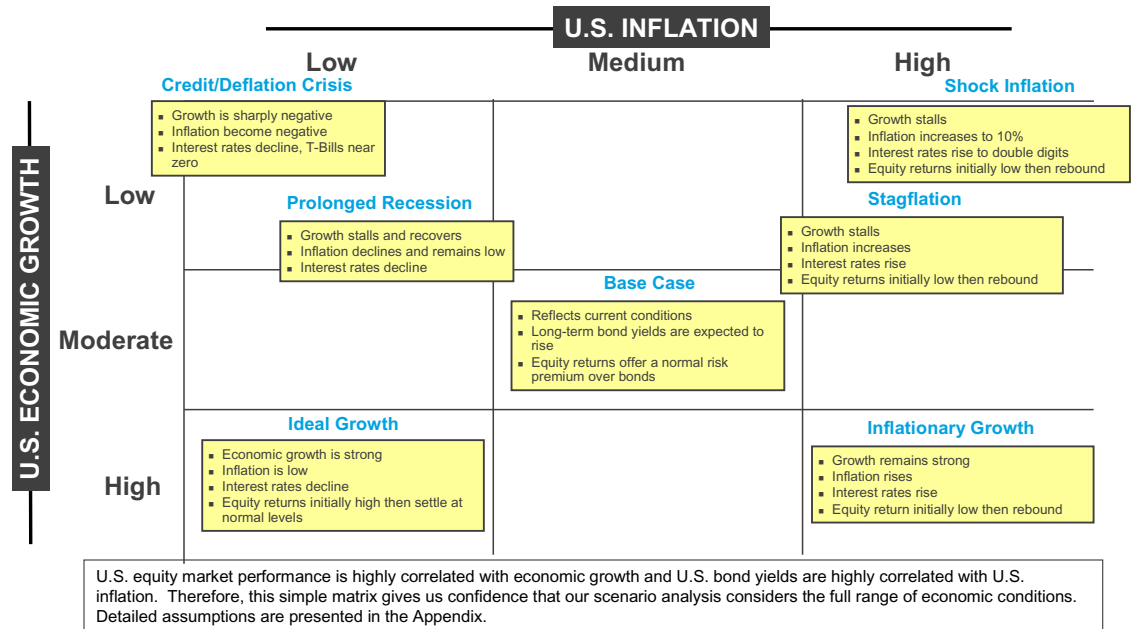 U.S. INFLATION
Low
Medium
High
U.S. ECONOMIC GROWTH
Low
Moderate
High
Credit/Deflation Crisis
▪ Growth is sharply negative
▪ Inflation become negative
▪ Interest rates decline, T-Bills near
zero
Shock Inflation
▪ Growth stalls
▪ Inflation increases to 10%
▪ Interest rates rise to double digits
▪ Equity returns initially low then rebound
Prolonged Recession
▪ Growth stalls and recovers
▪ Inflation declines and remains low
▪ Interest rates decline
Stagflation
▪ Growth stalls
▪ Inflation increases
▪ Interest rates rise
▪ Equity returns initially low then rebound
Base Case
▪ Reflects current conditions
▪ Long-term bond yields are expected to
rise
▪ Equity returns offer a normal risk
premium over bonds
Ideal Growth
▪ Economic growth is strong
▪ Inflation is low
▪ Interest rates decline
▪ Equity returns initially high then settle at
normal levels
Inflationary Growth
▪ Growth remains strong
▪ Inflation rises
▪ Interest rates rise
▪ Equity return initially low then rebound
U.S. equity market performance is highly correlated with economic growth and U.S. bond yields are highly correlated with U.S.
inflation. Therefore, this simple matrix gives us confidence that our scenario analysis considers the full range of economic conditions.
Detailed assumptions are presented in the Appendix.